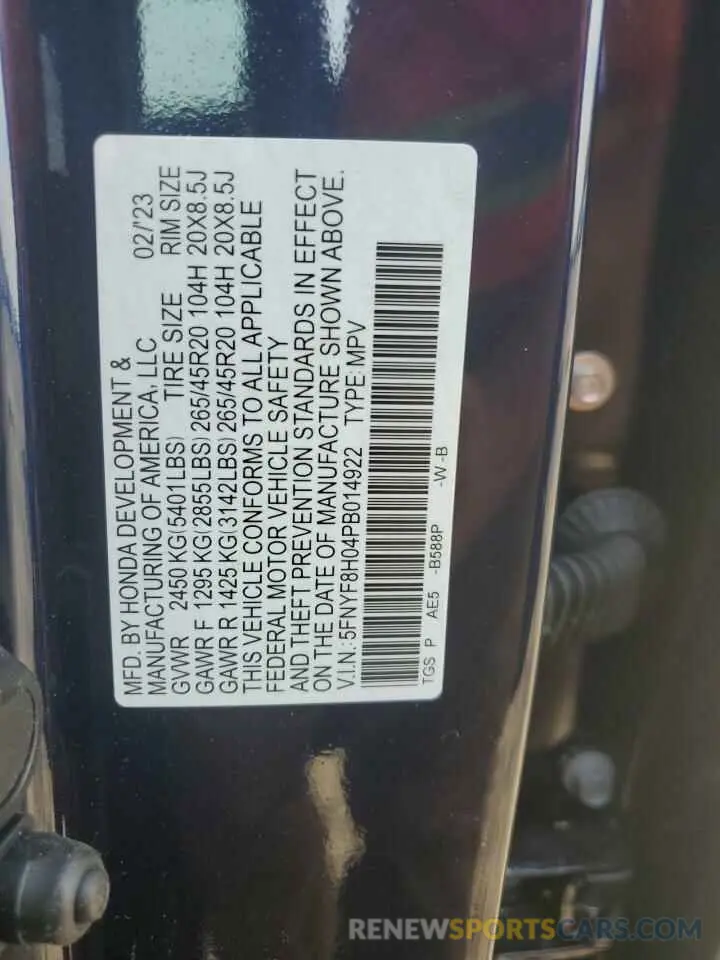 MFD. BY HONDA DEVELOPMENT &
MANUFACTURING OF AMERICA, LLC 02/'23
GVWR 2450 KG(5401LBS) TIRE SIZE RIM SIZE
GAWR F 1295 KG(2855LBS) 265/45R20 104H 20X8.5J
GAWR R 1425 KG(3142LBS) 265/45R20 104H 20X8.5J
THIS VEHICLE CONFORMS TO ALL APPLICABLE
FEDERAL MOTOR VEHICLE SAFETY
AND THEFT PREVENTION STANDARDS IN EFFECT
ON THE DATE OF MANUFACTURE SHOWN ABOVE.
V.I.N.: 5FNYF8H04PB014922 TYPE: MPV
TGS P AE5 -B588P -W -B
RENEWSPORTSCARS.COM